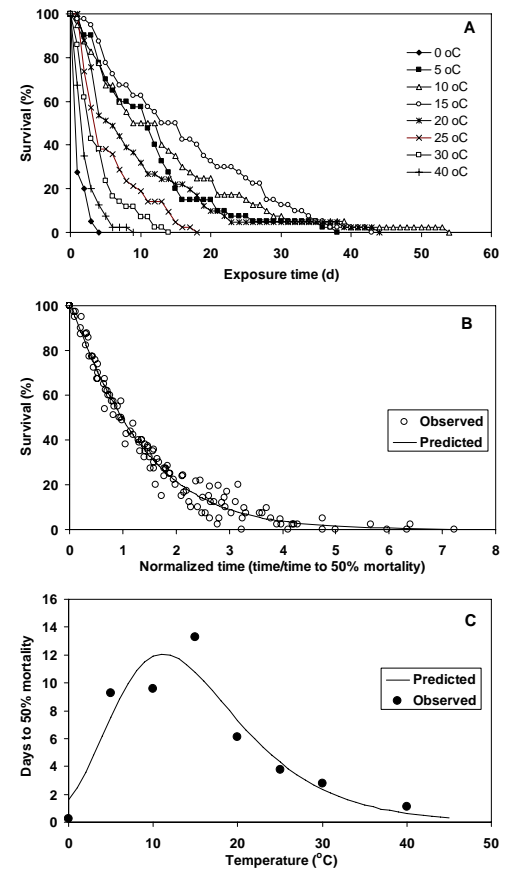 A
100
80
60
40
20
0
Survival (%)
0 oC
5 oC
10 oC
15 oC
20 oC
25 oC
30 oC
40 oC
0 10 20 30 40 50 60
Exposure time (d)
B
100
80
60
40
20
0
Survival (%)
Observed
Predicted
0 1 2 3 4 5 6 7 8
Normalized time (time/time to 50% mortality)
C
16
14
12
10
8
6
4
2
0
Days to 50% mortality
Predicted
Observed
0 10 20 30 40 50
Temperature (°C)